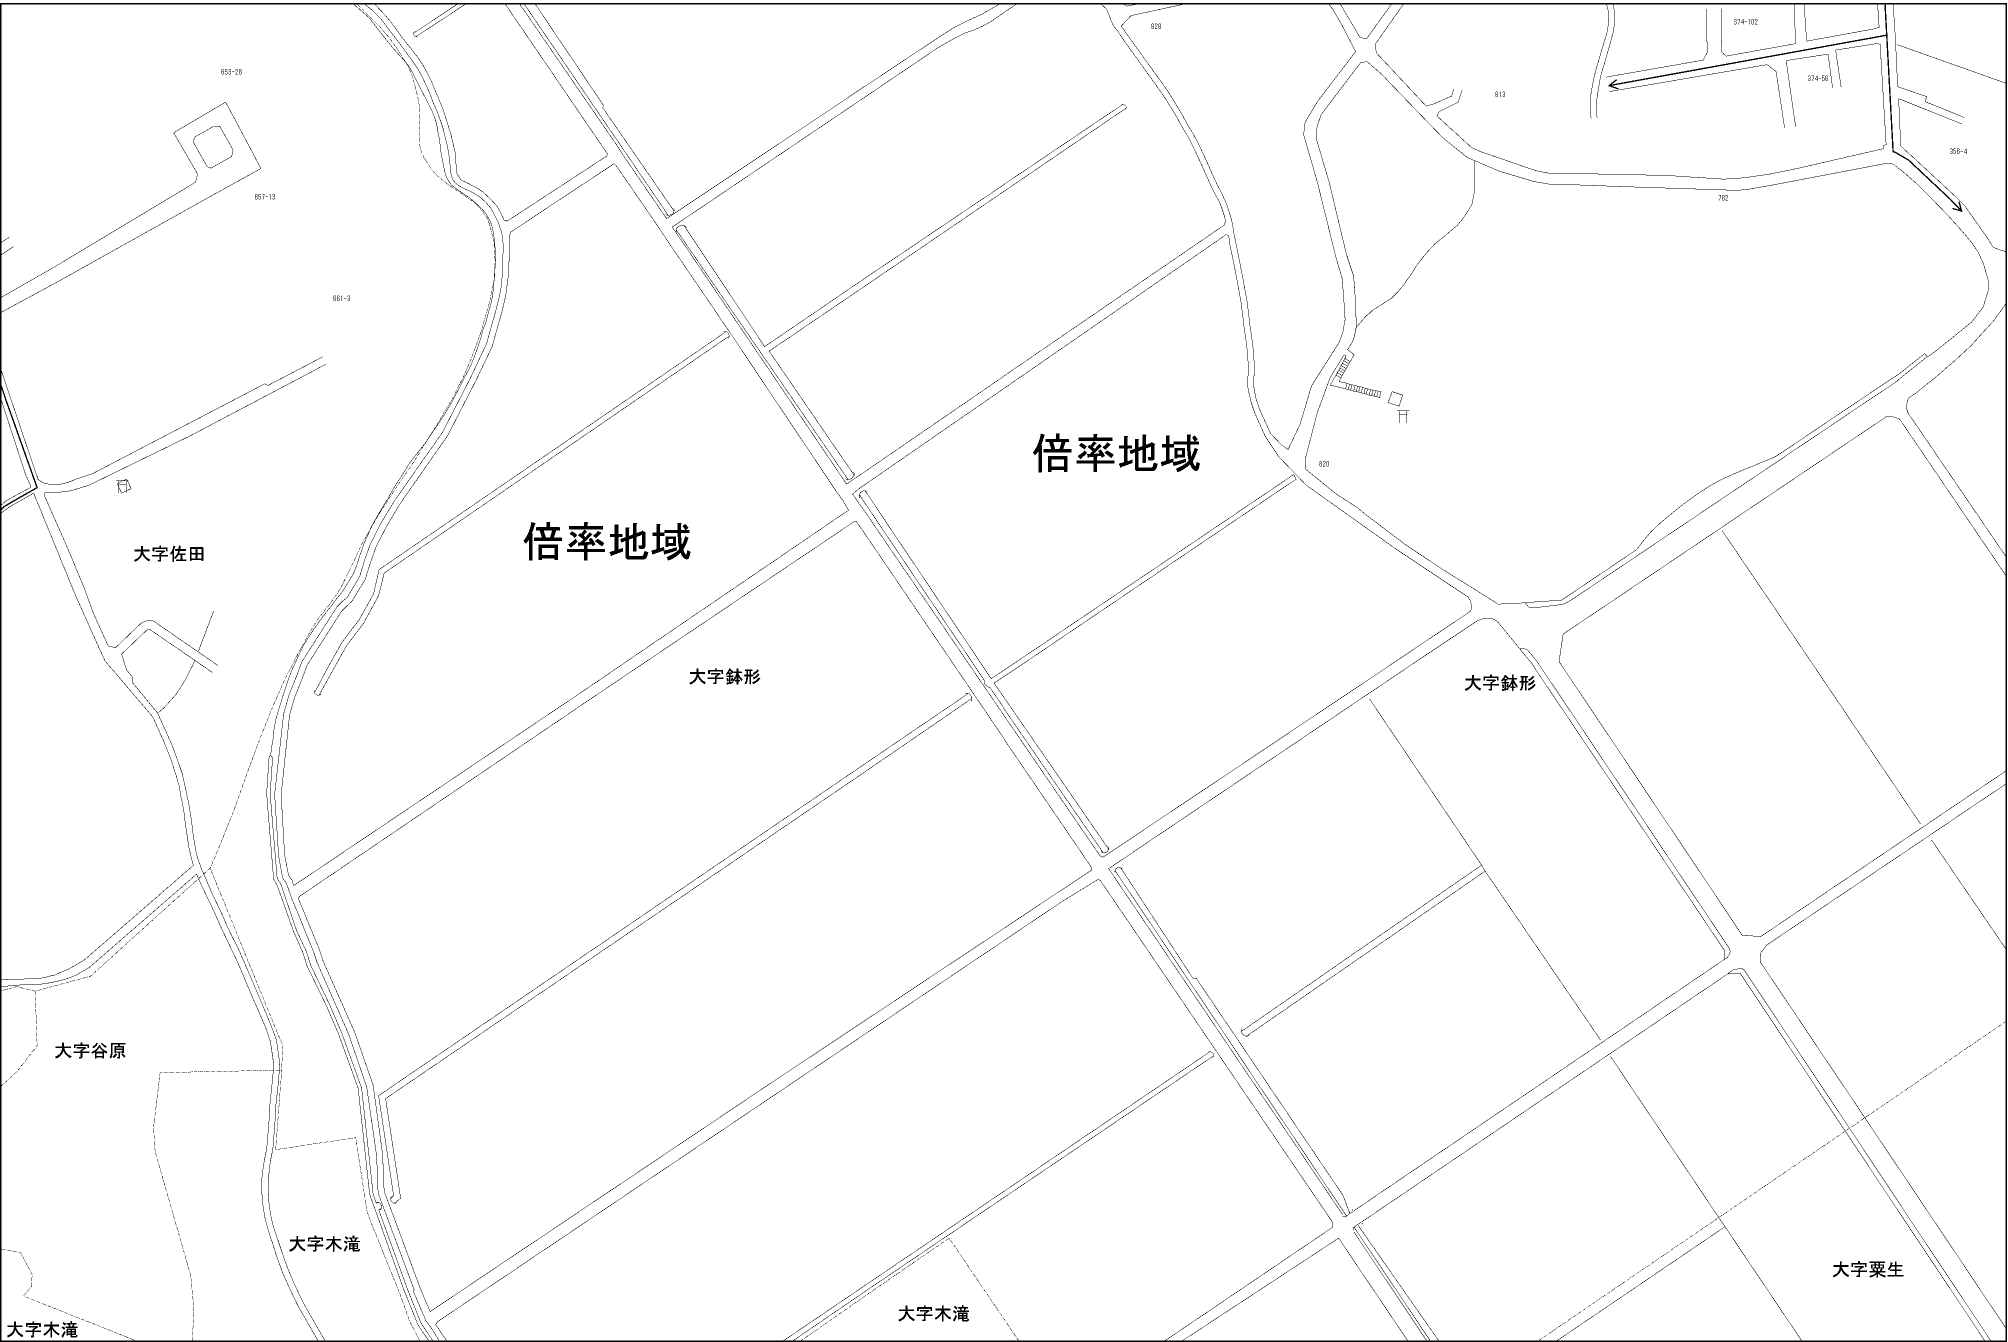 374-102
828
653-28
374-56
813
356-4
657-13
782
661-3
倍率地域
820
倍率地域
大字佐田
大字鉢形
大字鉢形
大字谷原
大字木滝
大字粟生
大字木滝
大字木滝